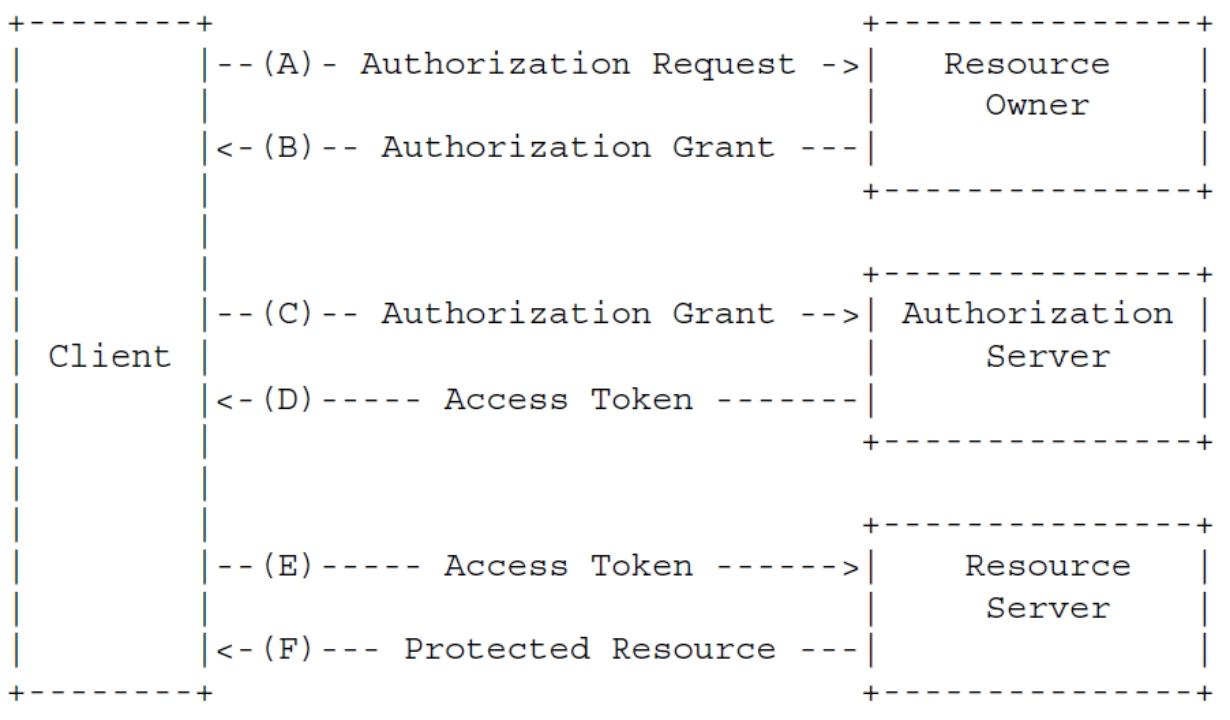 +--------+                               +---------------+
|        |--(A)- Authorization Request ->|   Resource    |
|        |                               |     Owner     |
|        |<-(B)-- Authorization Grant ---|               |
|        |                               +---------------+
|        |
|        |                               +---------------+
|        |--(C)-- Authorization Grant -->| Authorization |
| Client |                               |     Server    |
|        |<-(D)----- Access Token -------|               |
|        |                               +---------------+
|        |
|        |                               +---------------+
|        |--(E)----- Access Token ------>|    Resource   |
|        |                               |     Server    |
|        |<-(F)--- Protected Resource ---|               |
+--------+                               +---------------+